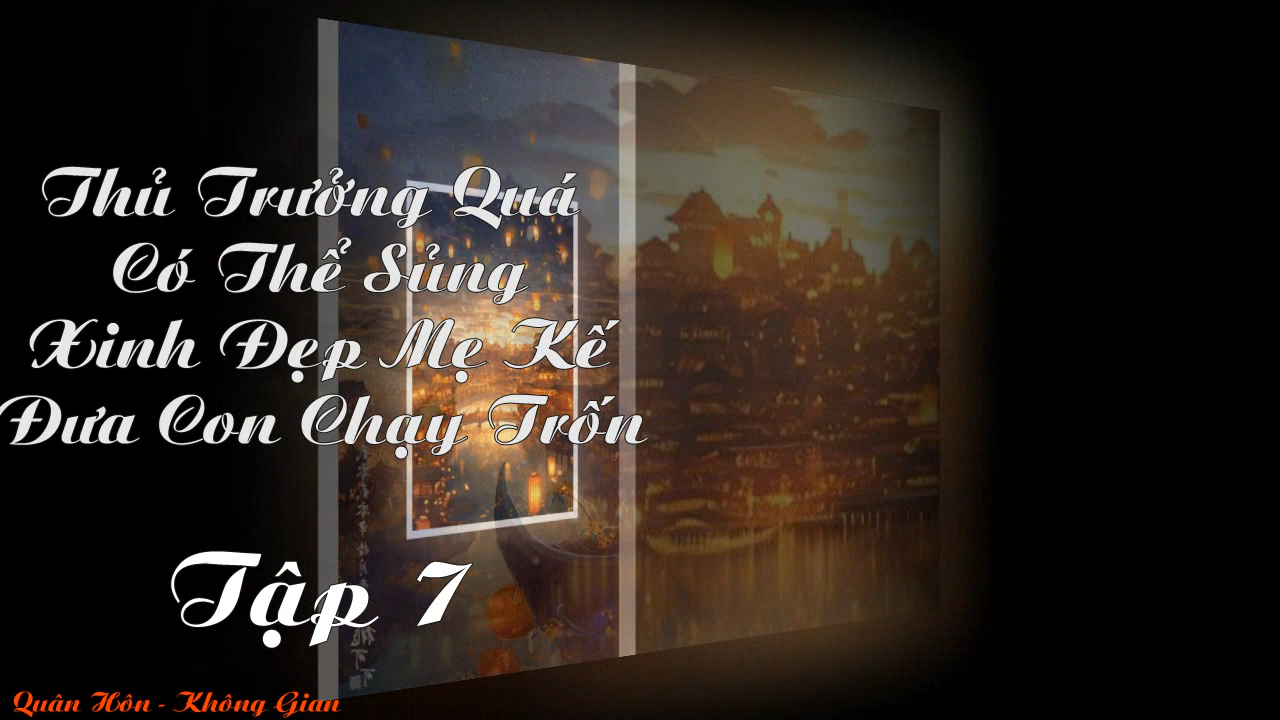 Thủ Trưởng Quá
Có Thể Sủng
Xinh Đẹp Mẹ Kế
Đưa Con Chạy Trốn
Tập 7
Quân Hôn - Không Gian